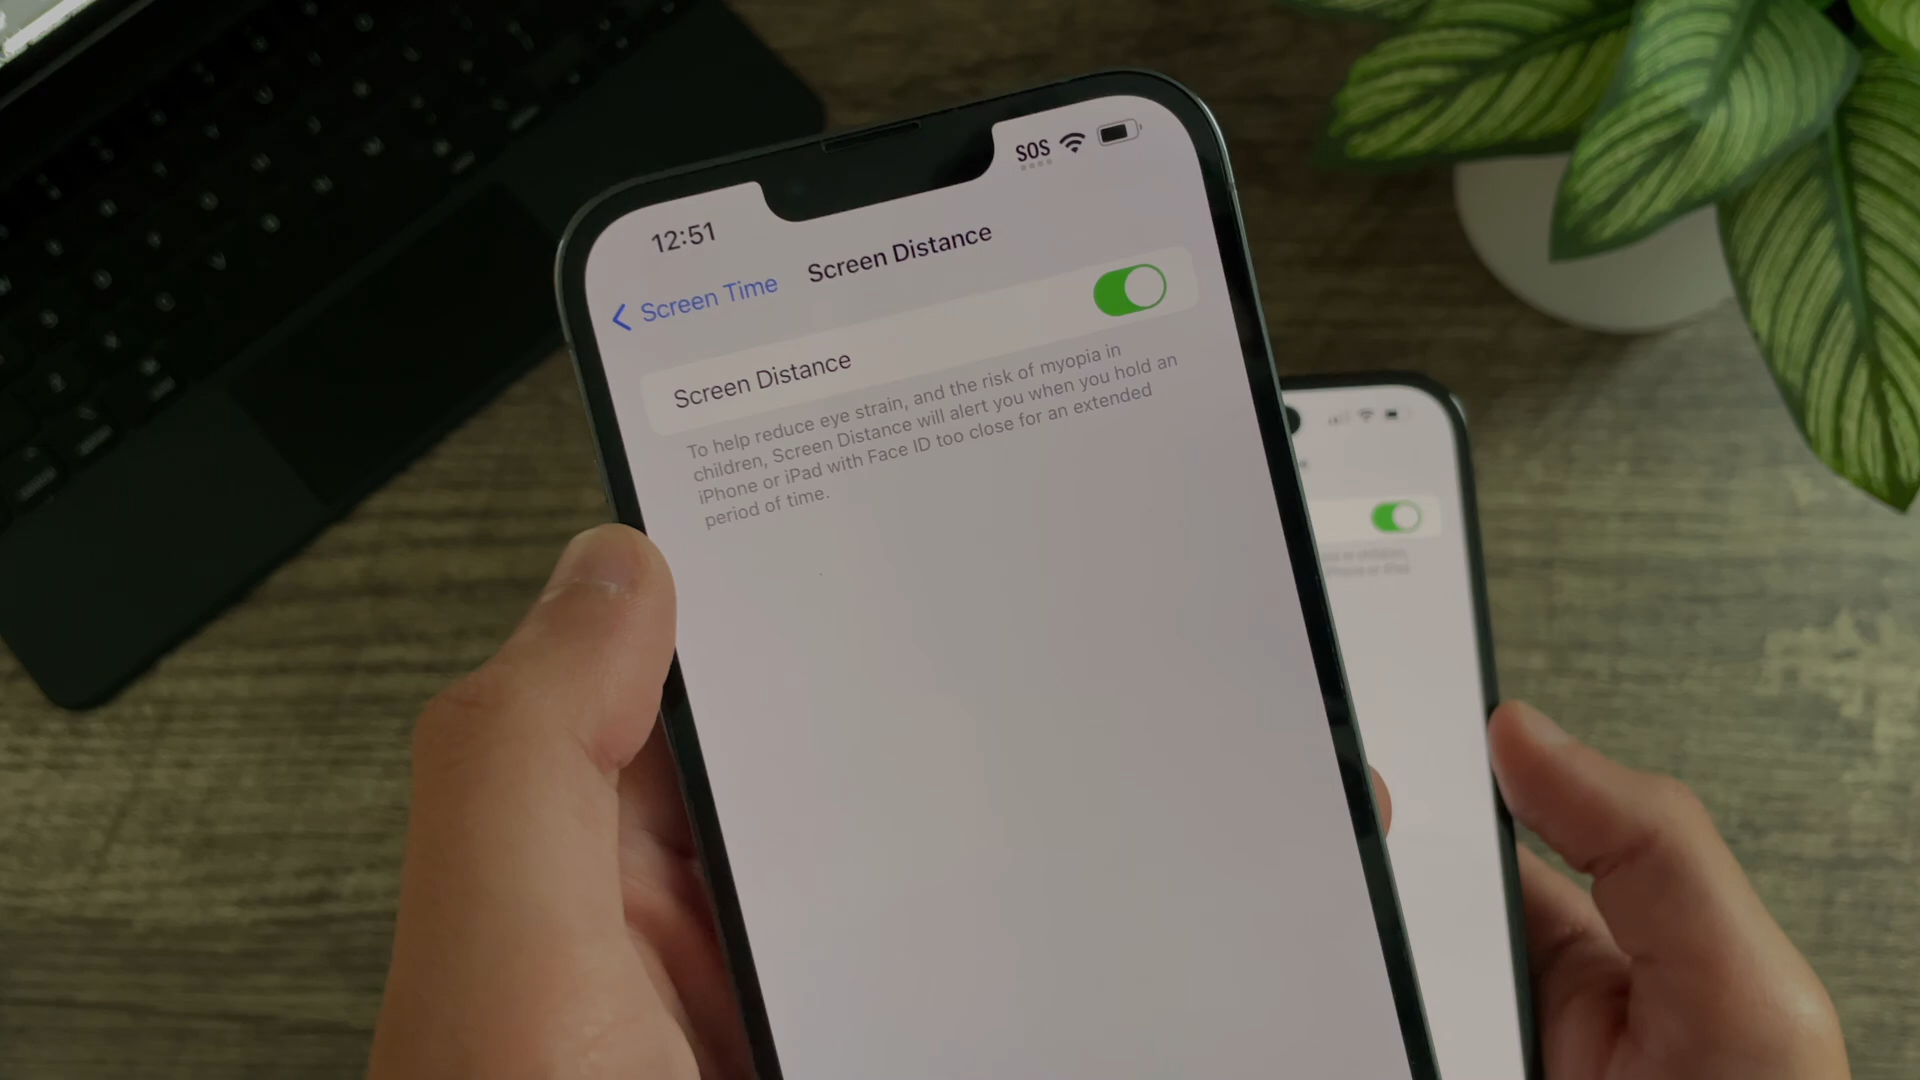 12:51
SOS
Screen Time
Screen Distance
Screen Distance
To help reduce eye strain, and the risk of myopia in
children, Screen Distance will alert you when you hold an
iPhone or iPad with Face ID too close for an extended
period of time.